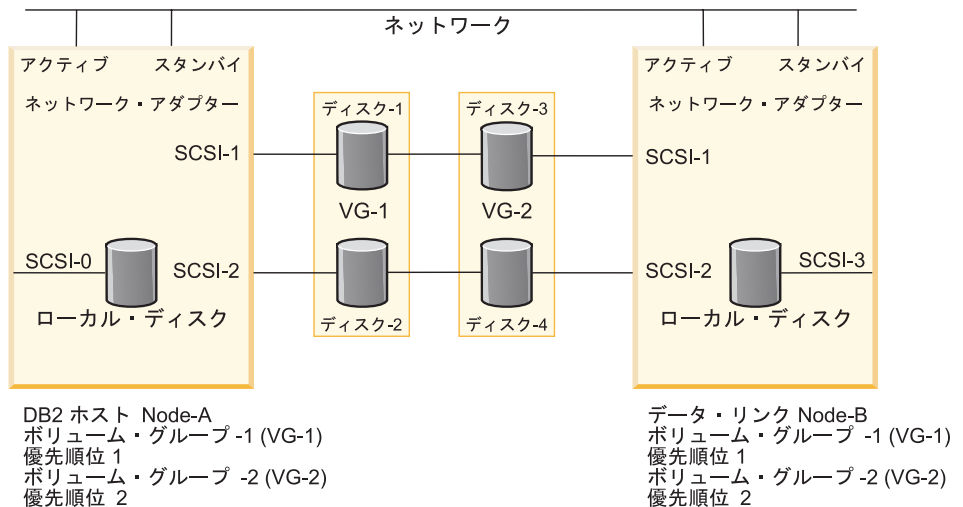 ネットワーク
アクティブ スタンバイ
ネットワーク・アダプター
アクティブ スタンバイ
ネットワーク・アダプター
ディスク-1
ディスク-3
SCSI-1
SCSI-1
VG-1
VG-2
SCSI-0
SCSI-2
SCSI-2
SCSI-3
ローカル・ディスク
ディスク-2
ディスク-4
ローカル・ディスク
DB2 ホスト Node-A
ボリューム・グループ -1 (VG-1)
優先順位 1
ボリューム・グループ -2 (VG-2)
優先順位 2
データ・リンク Node-B
ボリューム・グループ -1 (VG-1)
優先順位 1
ボリューム・グループ -2 (VG-2)
優先順位 2